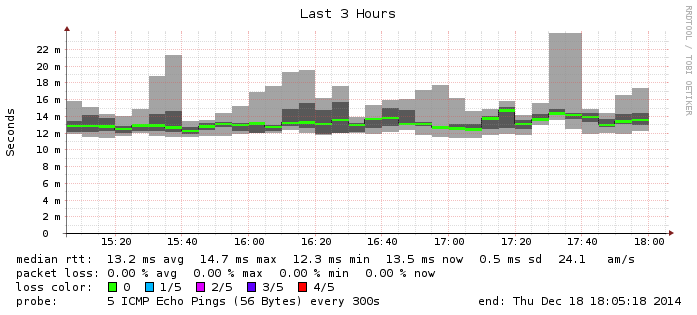 Last 3 Hours
RRDTOOL / TOBI OETIKER
Seconds
22 m
20 m
18 m
16 m
14 m
12 m
10 m
8 m
6 m
4 m
2 m
0
15:20 15:40 16:00 16:20 16:40 17:00 17:20 17:40 18:00
median rtt: 13.2 ms avg 14.7 ms max 12.3 ms min 13.5 ms now 0.5 ms sd 24.1 am/s
packet loss: 0.00 % avg 0.00 % max 0.00 % min 0.00 % now
loss color: 0 1/5 2/5 3/5 4/5
probe: 5 ICMP Echo Pings (56 Bytes) every 300s end: Thu Dec 18 18:05:18 2014